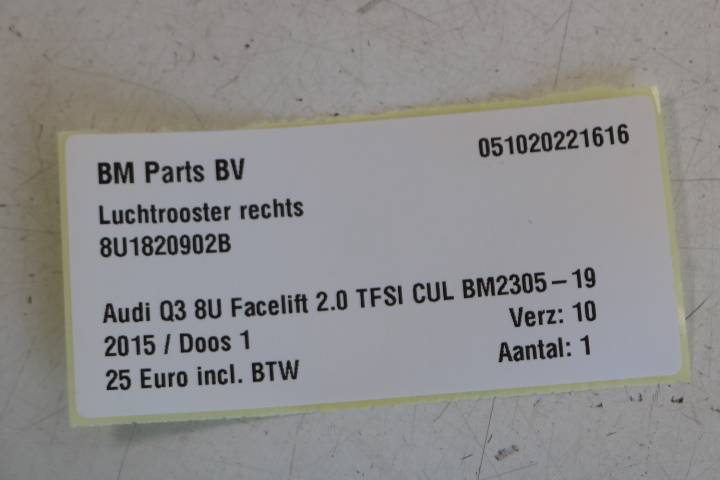 BM Parts BV 051020221616
Luchtrooster rechts
8U1820902B
Audi Q3 8U Facelift 2.0 TFSI CUL BM2305-19
2015 / Doos 1 Verz: 10
25 Euro incl. BTW Aantal: 1